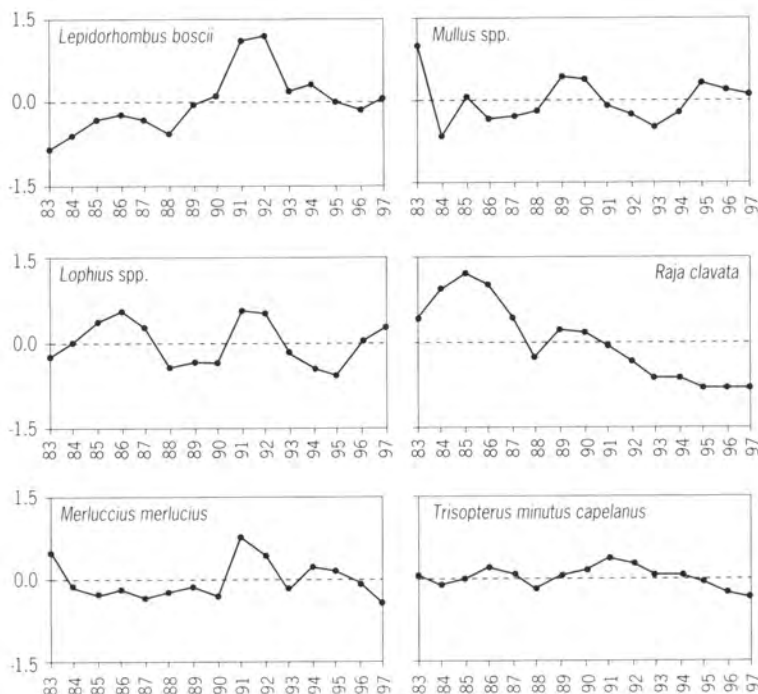 1.5
Lepidorhombus boscii
Mullus spp.
0.0
-1.5
83 84 85 86 87 88 89 90 91 92 93 94 95 96 97
83 84 85 86 87 88 89 90 91 92 93 94 95 96 97
1.5
Lophius spp.
Raja clavata
0.0
-1.5
83 84 85 86 87 88 89 90 91 92 93 94 95 96 97
83 84 85 86 87 88 89 90 91 92 93 94 95 96 97
1.5
Merluccius merlucius
Trisopterus minutus capelanus
0.0
-1.5
83 84 85 86 87 88 89 90 91 92 93 94 95 96 97
83 84 85 86 87 88 89 90 91 92 93 94 95 96 97